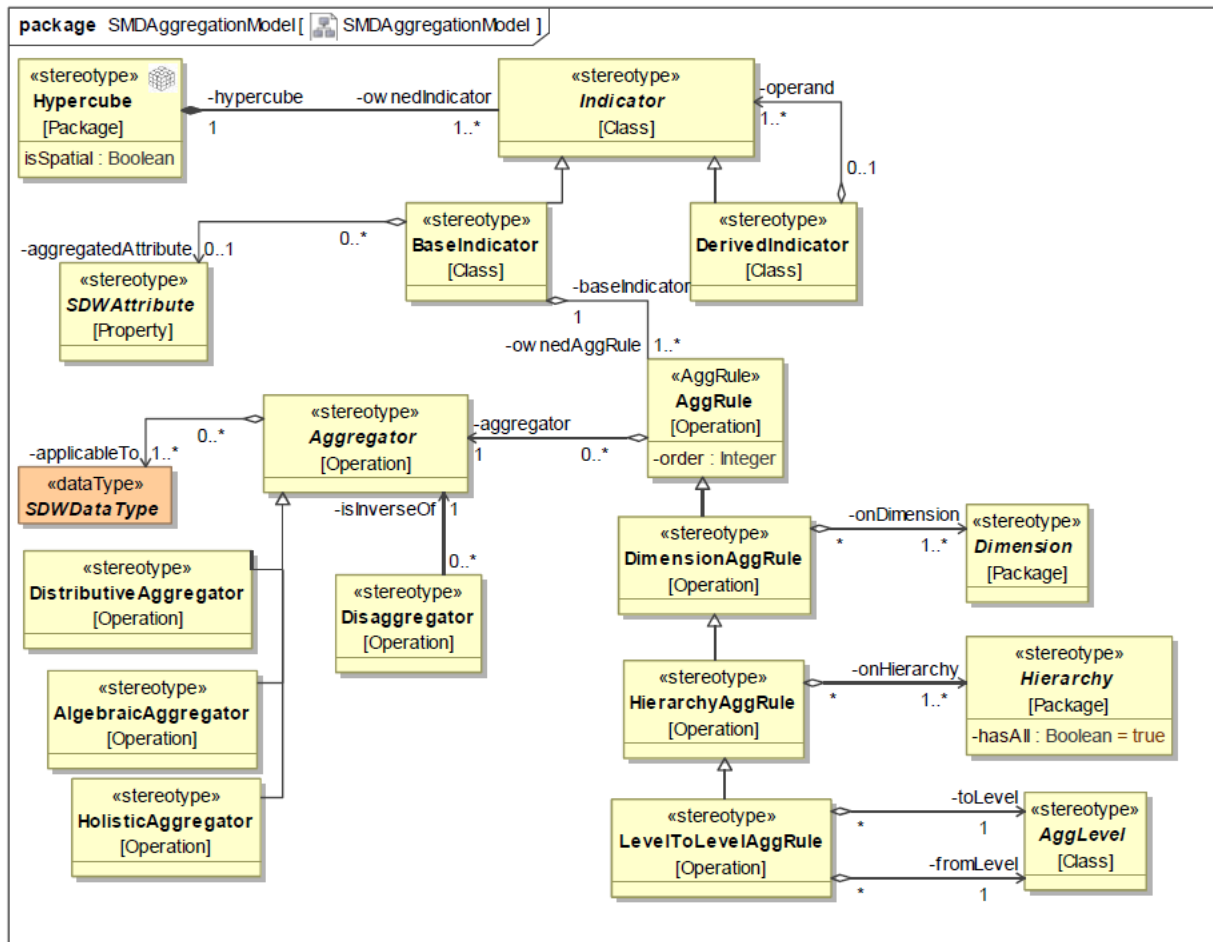 package SMDAggregationModel[ SMDAggregationModel ]
«stereotype»
Hypercube
[Package]
isSpatial : Boolean
-hypercube
1
-ownedIndicator
1..*
«stereotype»
Indicator
[Class]
-operand
1..*
0..1
«stereotype»
BaseIndicator
[Class]
«stereotype»
DerivedIndicator
[Class]
0..*
-aggregatedAttribute
0..1
«stereotype»
SDWAttribute
[Property]
-baseIndicator
1
-ownedAggRule
1..*
«AggRule»
AggRule
[Operation]
-order : Integer
«stereotype»
Aggregator
[Operation]
-aggregator
1
0..*
0..*
-applicableTo
1..*
«dataType»
SDWDataType
-isInverseOf
1
0..*
«stereotype»
DistributiveAggregator
[Operation]
«stereotype»
Disaggregator
[Operation]
«stereotype»
AlgebraicAggregator
[Operation]
«stereotype»
HolisticAggregator
[Operation]
«stereotype»
DimensionAggRule
[Operation]
-onDimension
*
1..*
«stereotype»
Dimension
[Package]
«stereotype»
HierarchyAggRule
[Operation]
-onHierarchy
*
1..*
«stereotype»
Hierarchy
[Package]
-hasAll : Boolean = true
«stereotype»
LevelToLevelAggRule
[Operation]
-toLevel
*
1
-fromLevel
*
1
«stereotype»
AggLevel
[Class]